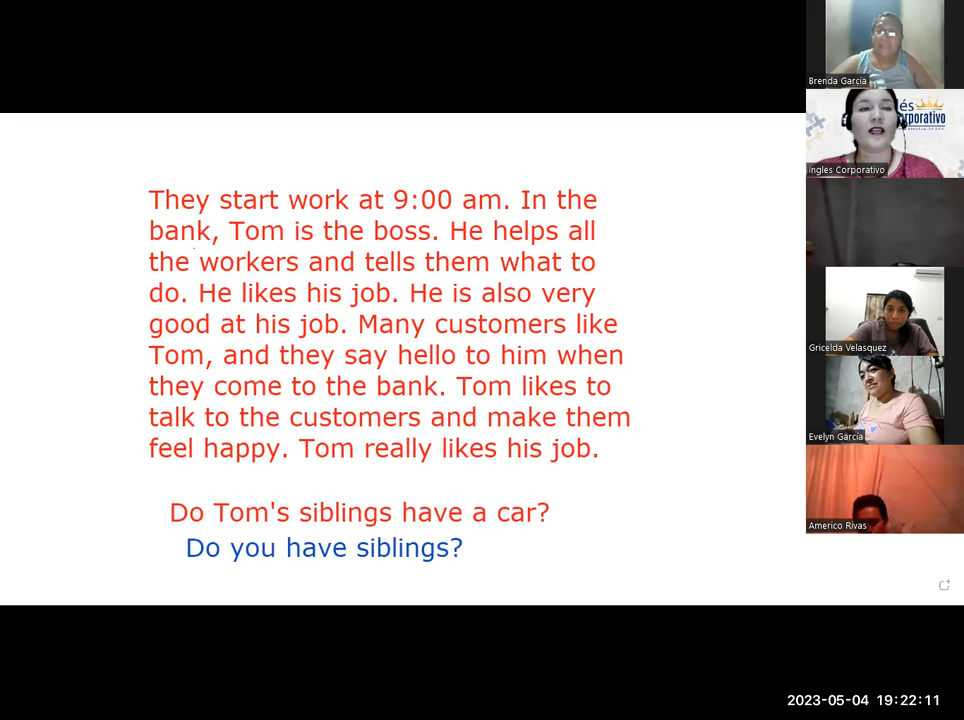 They start work at 9:00 am. In the
bank, Tom is the boss. He helps all
the workers and tells them what to
do. He likes his job. He is also very
good at his job. Many customers like
Tom, and they say hello to him when
they come to the bank. Tom likes to
talk to the customers and make them
feel happy. Tom really likes his job.
Do Tom's siblings have a car?
Do you have siblings?
Brenda Garcia
és
rporativo
Ingles Corporativo
Gricelda Velasquez
Evelyn García
Americo Rivas
2023-05-04 19:22:11